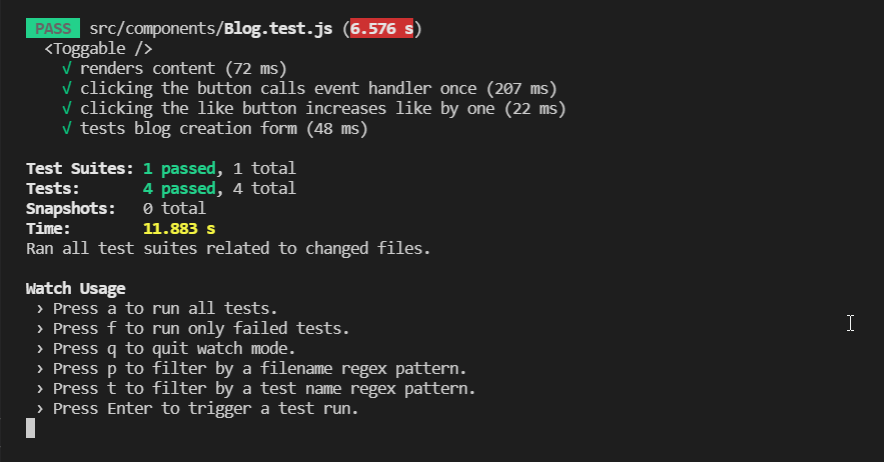 PASS src/components/Blog.test.js (6.576 s)
<Toggable />
√ renders content (72 ms)
√ clicking the button calls event handler once (207 ms)
√ clicking the like button increases like by one (22 ms)
√ tests blog creation form (48 ms)
Test Suites: 1 passed, 1 total
Tests: 4 passed, 4 total
Snapshots: 0 total
Time: 11.883 s
Ran all test suites related to changed files.
Watch Usage
› Press a to run all tests.
› Press f to run only failed tests.
› Press q to quit watch mode.
› Press p to filter by a filename regex pattern.
› Press t to filter by a test name regex pattern.
› Press Enter to trigger a test run.